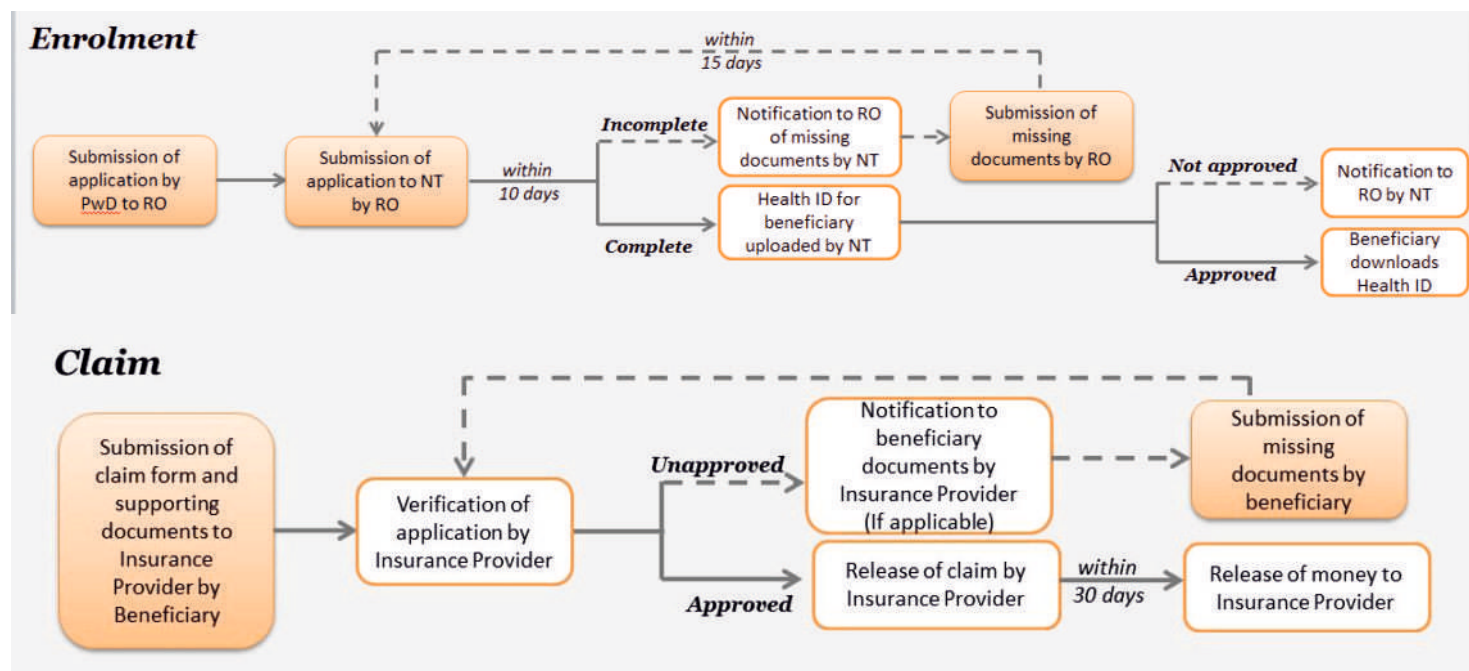 Enrolment
within
15 days
Submission of
application by
PwD to RO
Submission of
application to NT
by RO
within
10 days
Incomplete
Notification to RO
of missing
documents by NT
Submission of
missing
documents by RO
Complete
Health ID for
beneficiary
uploaded by NT
Not approved
Notification to
RO by NT
Approved
Beneficiary
downloads
Health ID
Claim
Submission of
claim form and
supporting
documents to
Insurance
Provider by
Beneficiary
Verification of
application by
Insurance Provider
Unapproved
Notification to
beneficiary
documents by
Insurance Provider
(If applicable)
Submission of
missing
documents by
beneficiary
Approved
Release of claim by
Insurance Provider
within
30 days
Release of money to
Insurance Provider